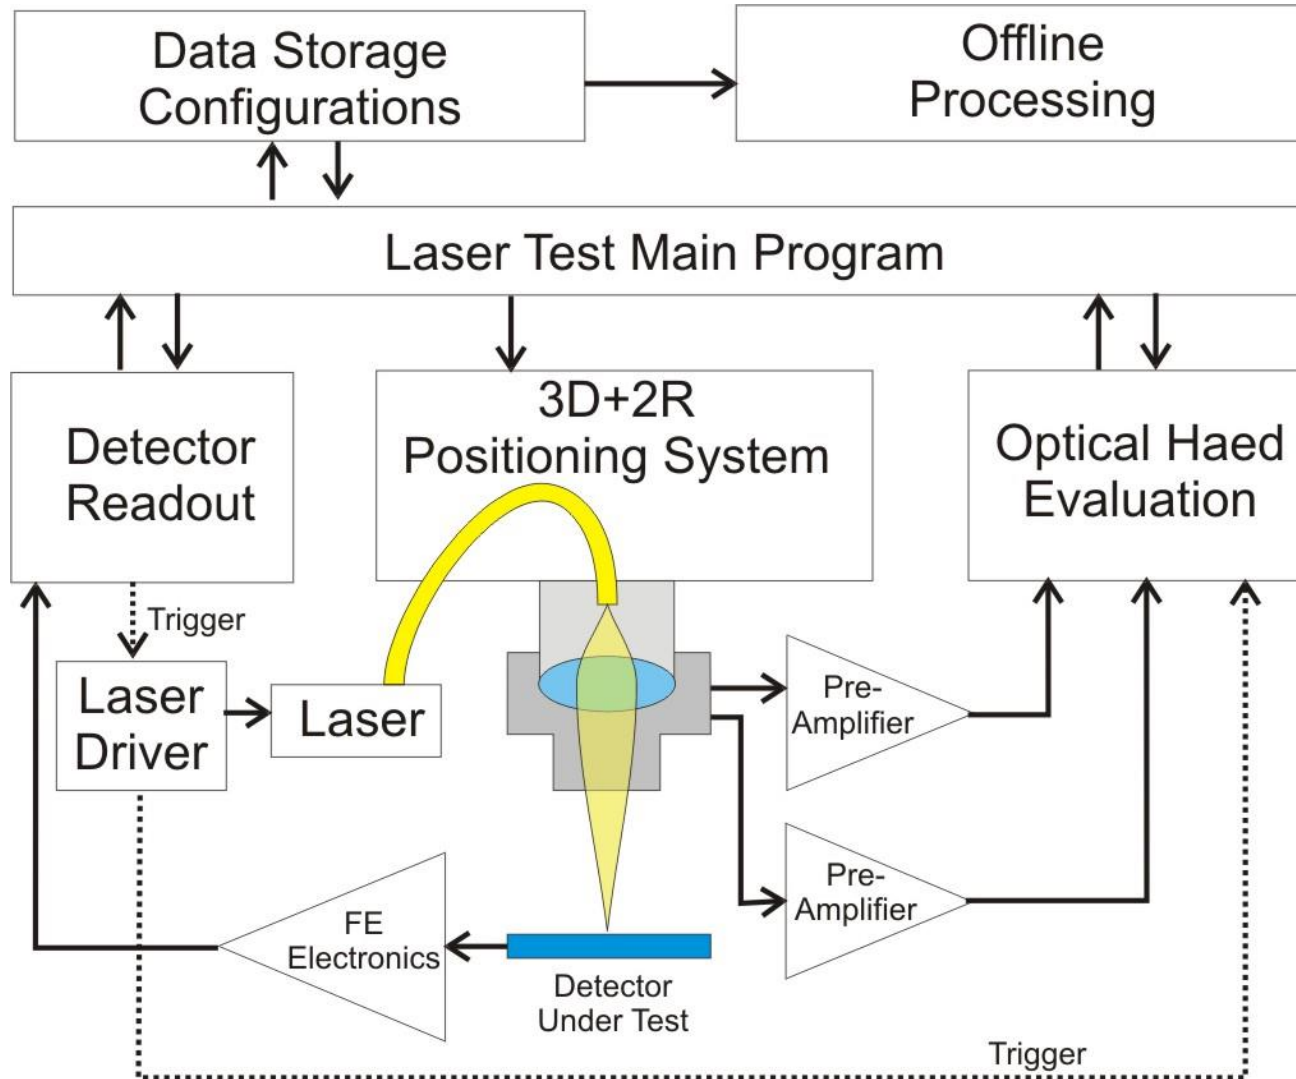 Data Storage
Configurations
Offline
Processing
Laser Test Main Program
Detector
Readout
3D+2R
Positioning System
Optical Haed
Evaluation
Trigger
Laser
Driver
Laser
Pre-
Amplifier
Pre-
Amplifier
FE
Electronics
Detector
Under Test
Trigger